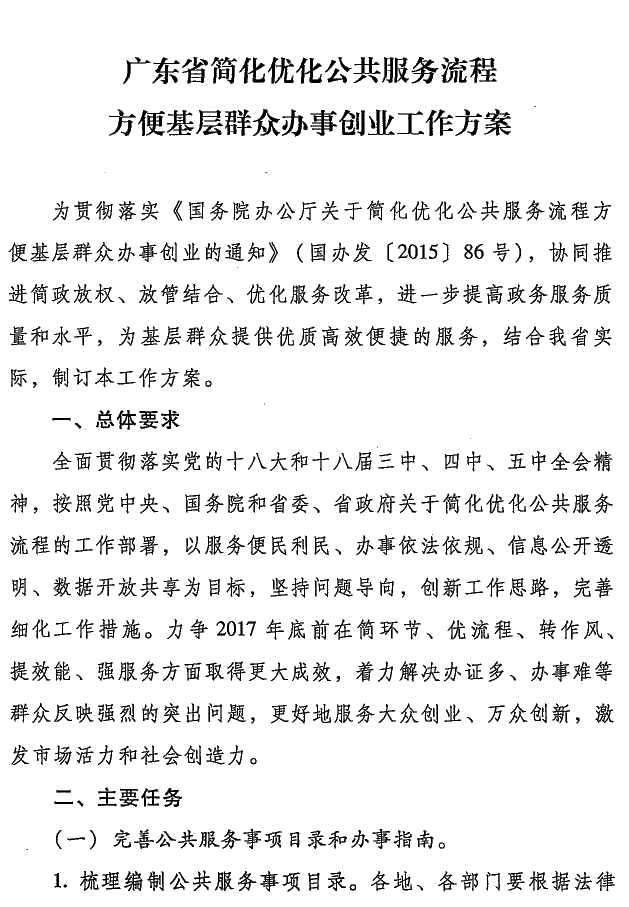 广东省简化优化公共服务流程
方便基层群众办事创业工作方案
为贯彻落实《国务院办公厅关于简化优化公共服务流程方
便基层群众办事创业的通知》（国办发〔2015〕86 号），协同推
进简政放权、放管结合、优化服务改革，进一步提高政务服务质
量和水平，为基层群众提供优质高效便捷的服务，结合我省实
际，制订本工作方案。
一、总体要求
全面贯彻落实党的十八大和十八届三中、四中、五中全会精
神，按照党中央、国务院和省委、省政府关于简化优化公共服务
流程的工作部署，以服务便民利民、办事依法依规、信息公开透
明、数据开放共享为目标，坚持问题导向，创新工作思路，完善
细化工作措施。力争 2017 年底前在简环节、优流程、转作风、
提效能、强服务方面取得更大成效，着力解决办证多、办事难等
群众反映强烈的突出问题，更好地服务大众创业、万众创新，激
发市场活力和社会创造力。
二、主要任务
（一）完善公共服务事项目录和办事指南。
1. 梳理编制公共服务事项目录。各地、各部门要根据法律